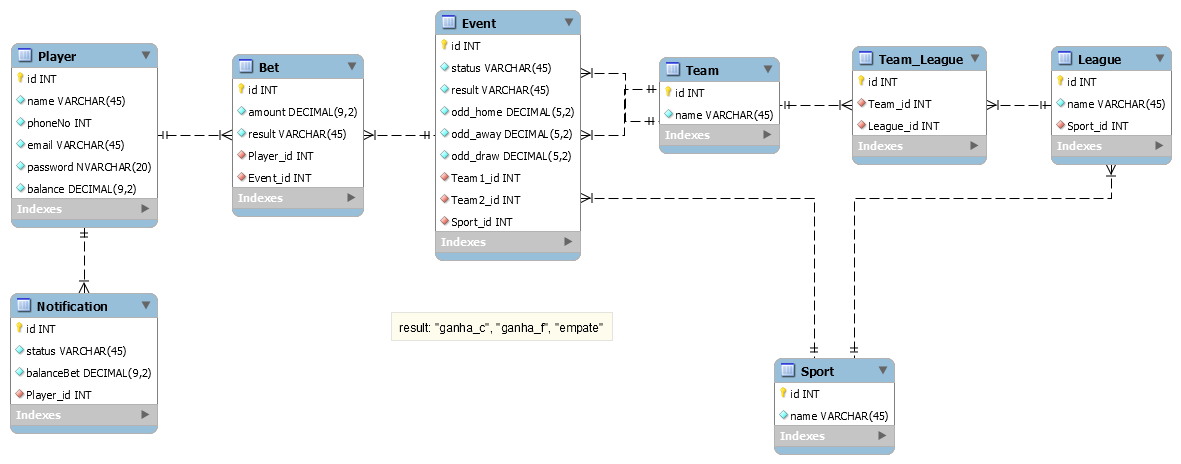 Player
id INT
name VARCHAR(45)
phoneNo INT
email VARCHAR(45)
password NVARCHAR(20)
balance DECIMAL(9,2)
Indexes
Bet
id INT
amount DECIMAL(9,2)
result VARCHAR(45)
Player_id INT
Event_id INT
Indexes
Event
id INT
status VARCHAR(45)
result VARCHAR(45)
odd_home DECIMAL(5,2)
odd_away DECIMAL(5,2)
odd_draw DECIMAL(5,2)
Team1_id INT
Team2_id INT
Sport_id INT
Indexes
Team
id INT
name VARCHAR(45)
Indexes
Team_League
id INT
Team_id INT
League_id INT
Indexes
League
id INT
name VARCHAR(45)
Sport_id INT
Indexes
Notification
id INT
status VARCHAR(45)
balanceBet DECIMAL(9,2)
Player_id INT
Indexes
result: "ganha_c", "ganha_f", "empate"
Sport
id INT
name VARCHAR(45)
Indexes